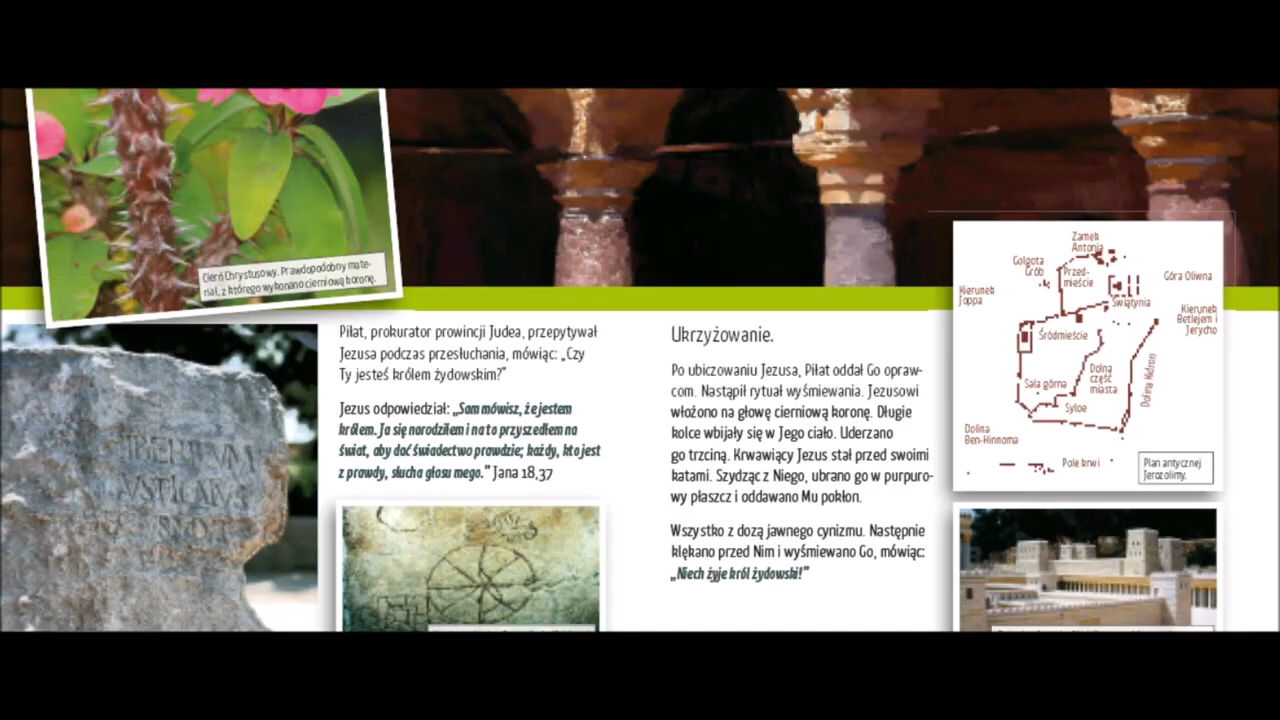 Cierń Chrystusowy. Prawdopodobny mate-
riał, z którego wykonano cierniową koronę.
Piłat, prokurator prowincji Judea, przepytywał
Jezusa podczas przesłuchania, mówiąc: „Czy
Ty jesteś królem żydowskim?”
Jezus odpowiedział: „Sam mówisz, że jestem
królem. Ja się narodziłem i na to przyszedłem na
świat, aby dać świadectwo prawdzie; każdy, kto jest
z prawdy, słucha głosu mego.” Jana 18,37
Ukrzyżowanie.
Po ubiczowaniu Jezusa, Piłat oddał Go opraw-
com. Nastąpił rytuał wyśmiewania. Jezusowi
włożono na głowę cierniową koronę. Długie
kolce wbijały się w Jego ciało. Uderzano
go trzciną. Krwawiący Jezus stał przed swoimi
katami. Szydząc z Niego, ubrano go w purpuro-
wy płaszcz i oddawano Mu pokłon.
Wszystko z dozą jawnego cynizmu. Następnie
klękano przed Nim i wyśmiewano Go, mówiąc:
„Niech żyje król żydowski!”
Zamek
Antonia
Golgota
Grób
Przed-
mieście
Góra Oliwna
Kierunek
Joppa
Świątynia
Kierunek
Betlejem i
Jerycho
Śródmieście
Dolna
część
miasta
Sala górna
Dolina Kidron
Syloe
Dolina
Ben-Hinnoma
Pole krwi
Plan antycznej
Jerozolimy.